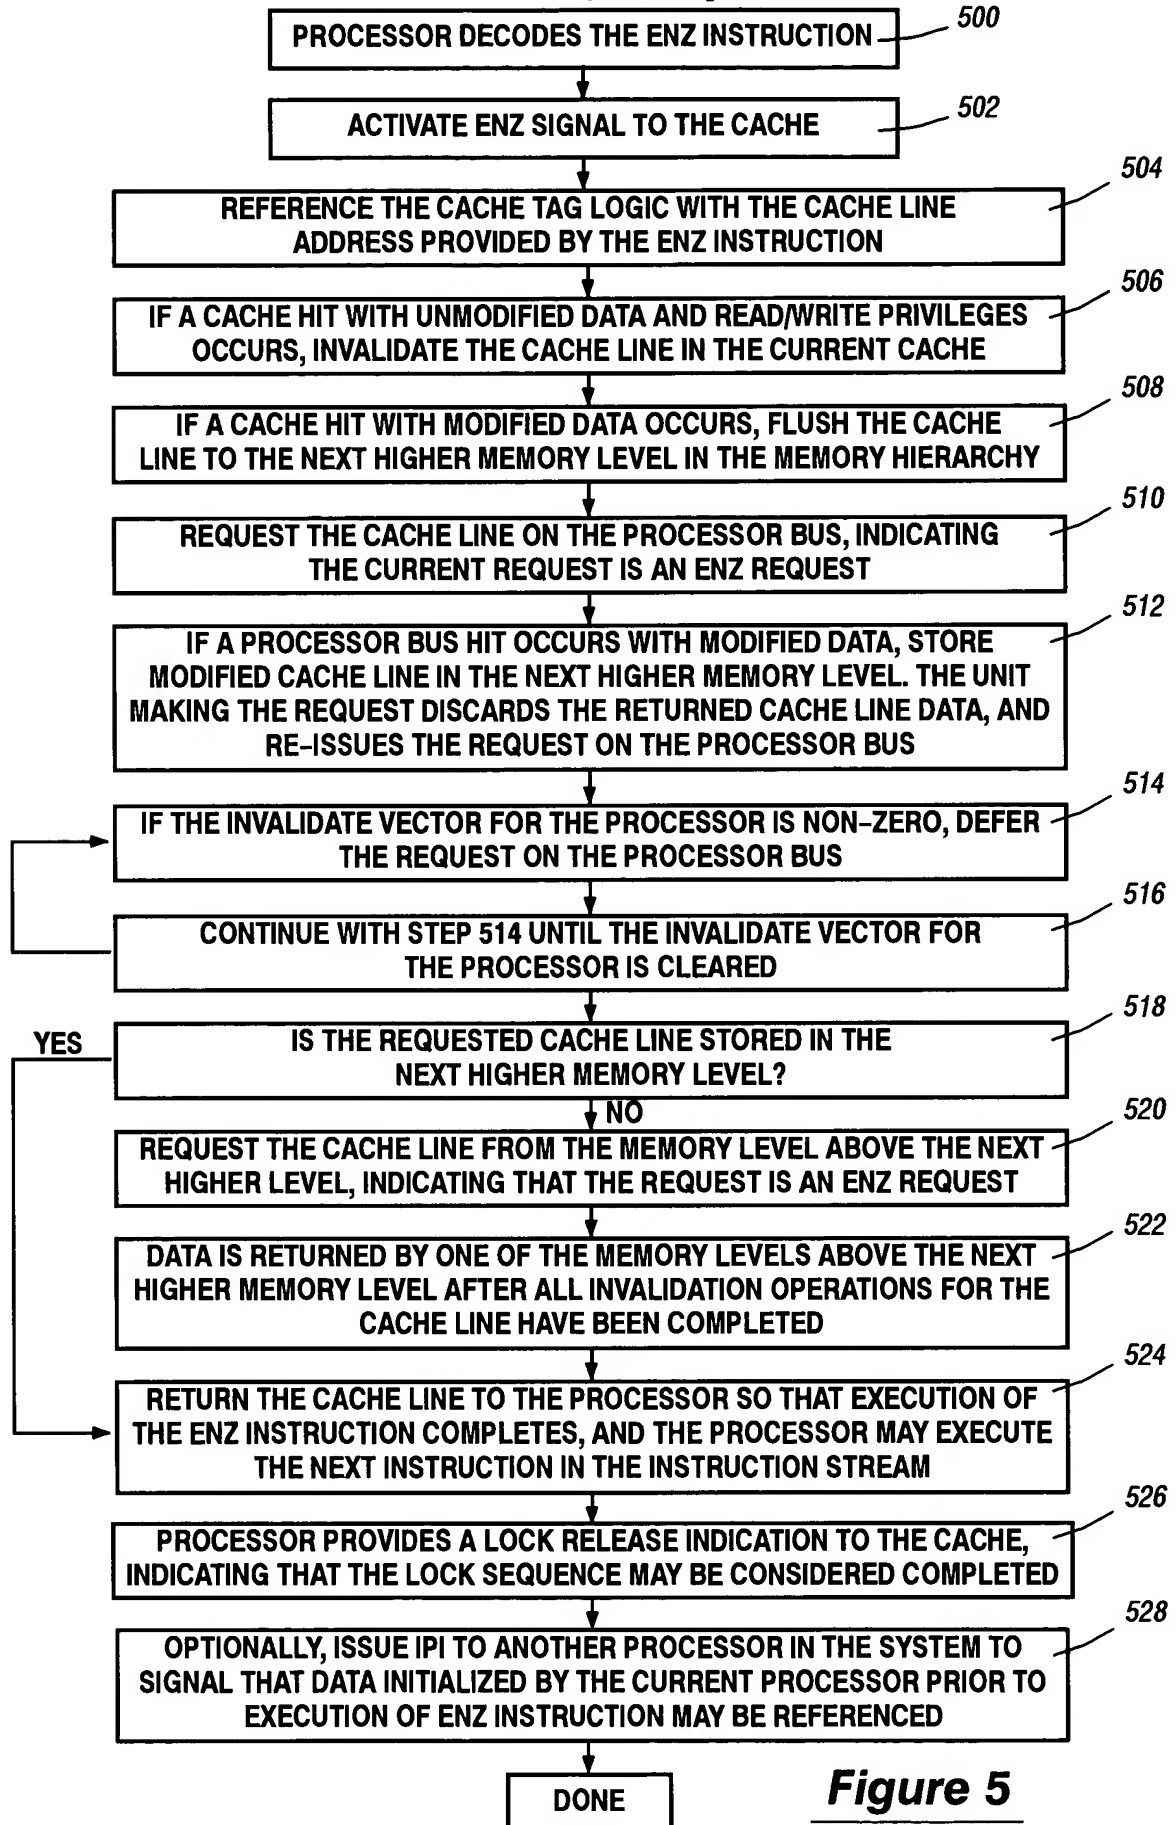 PROCESSOR DECODES THE ENZ INSTRUCTION
500
ACTIVATE ENZ SIGNAL TO THE CACHE
502
504
REFERENCE THE CACHE TAG LOGIC WITH THE CACHE LINE
ADDRESS PROVIDED BY THE ENZ INSTRUCTION
506
IF A CACHE HIT WITH UNMODIFIED DATA AND READ/WRITE PRIVILEGES
OCCURS, INVALIDATE THE CACHE LINE IN THE CURRENT CACHE
508
IF A CACHE HIT WITH MODIFIED DATA OCCURS, FLUSH THE CACHE
LINE TO THE NEXT HIGHER MEMORY LEVEL IN THE MEMORY HIERARCHY
510
REQUEST THE CACHE LINE ON THE PROCESSOR BUS, INDICATING
THE CURRENT REQUEST IS AN ENZ REQUEST
512
IF A PROCESSOR BUS HIT OCCURS WITH MODIFIED DATA, STORE
MODIFIED CACHE LINE IN THE NEXT HIGHER MEMORY LEVEL. THE UNIT
MAKING THE REQUEST DISCARDS THE RETURNED CACHE LINE DATA, AND
RE-ISSUES THE REQUEST ON THE PROCESSOR BUS
514
IF THE INVALIDATE VECTOR FOR THE PROCESSOR IS NON-ZERO, DEFER
THE REQUEST ON THE PROCESSOR BUS
516
CONTINUE WITH STEP 514 UNTIL THE INVALIDATE VECTOR FOR
THE PROCESSOR IS CLEARED
518
YES
IS THE REQUESTED CACHE LINE STORED IN THE
NEXT HIGHER MEMORY LEVEL?
NO
520
REQUEST THE CACHE LINE FROM THE MEMORY LEVEL ABOVE THE NEXT
HIGHER LEVEL, INDICATING THAT THE REQUEST IS AN ENZ REQUEST
522
DATA IS RETURNED BY ONE OF THE MEMORY LEVELS ABOVE THE NEXT
HIGHER MEMORY LEVEL AFTER ALL INVALIDATION OPERATIONS FOR THE
CACHE LINE HAVE BEEN COMPLETED
524
RETURN THE CACHE LINE TO THE PROCESSOR SO THAT EXECUTION OF
THE ENZ INSTRUCTION COMPLETES, AND THE PROCESSOR MAY EXECUTE
THE NEXT INSTRUCTION IN THE INSTRUCTION STREAM
526
PROCESSOR PROVIDES A LOCK RELEASE INDICATION TO THE CACHE,
INDICATING THAT THE LOCK SEQUENCE MAY BE CONSIDERED COMPLETED
528
OPTIONALLY, ISSUE IPI TO ANOTHER PROCESSOR IN THE SYSTEM TO
SIGNAL THAT DATA INITIALIZED BY THE CURRENT PROCESSOR PRIOR TO
EXECUTION OF ENZ INSTRUCTION MAY BE REFERENCED
DONE
Figure 5